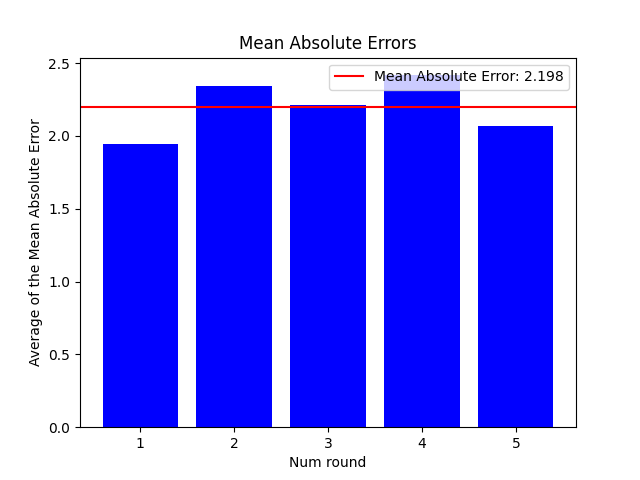 Mean Absolute Errors
Mean Absolute Error: 2.198
Average of the Mean Absolute Error
2.5
2.0
1.5
1.0
0.5
0.0
1 2 3 4 5
Num round